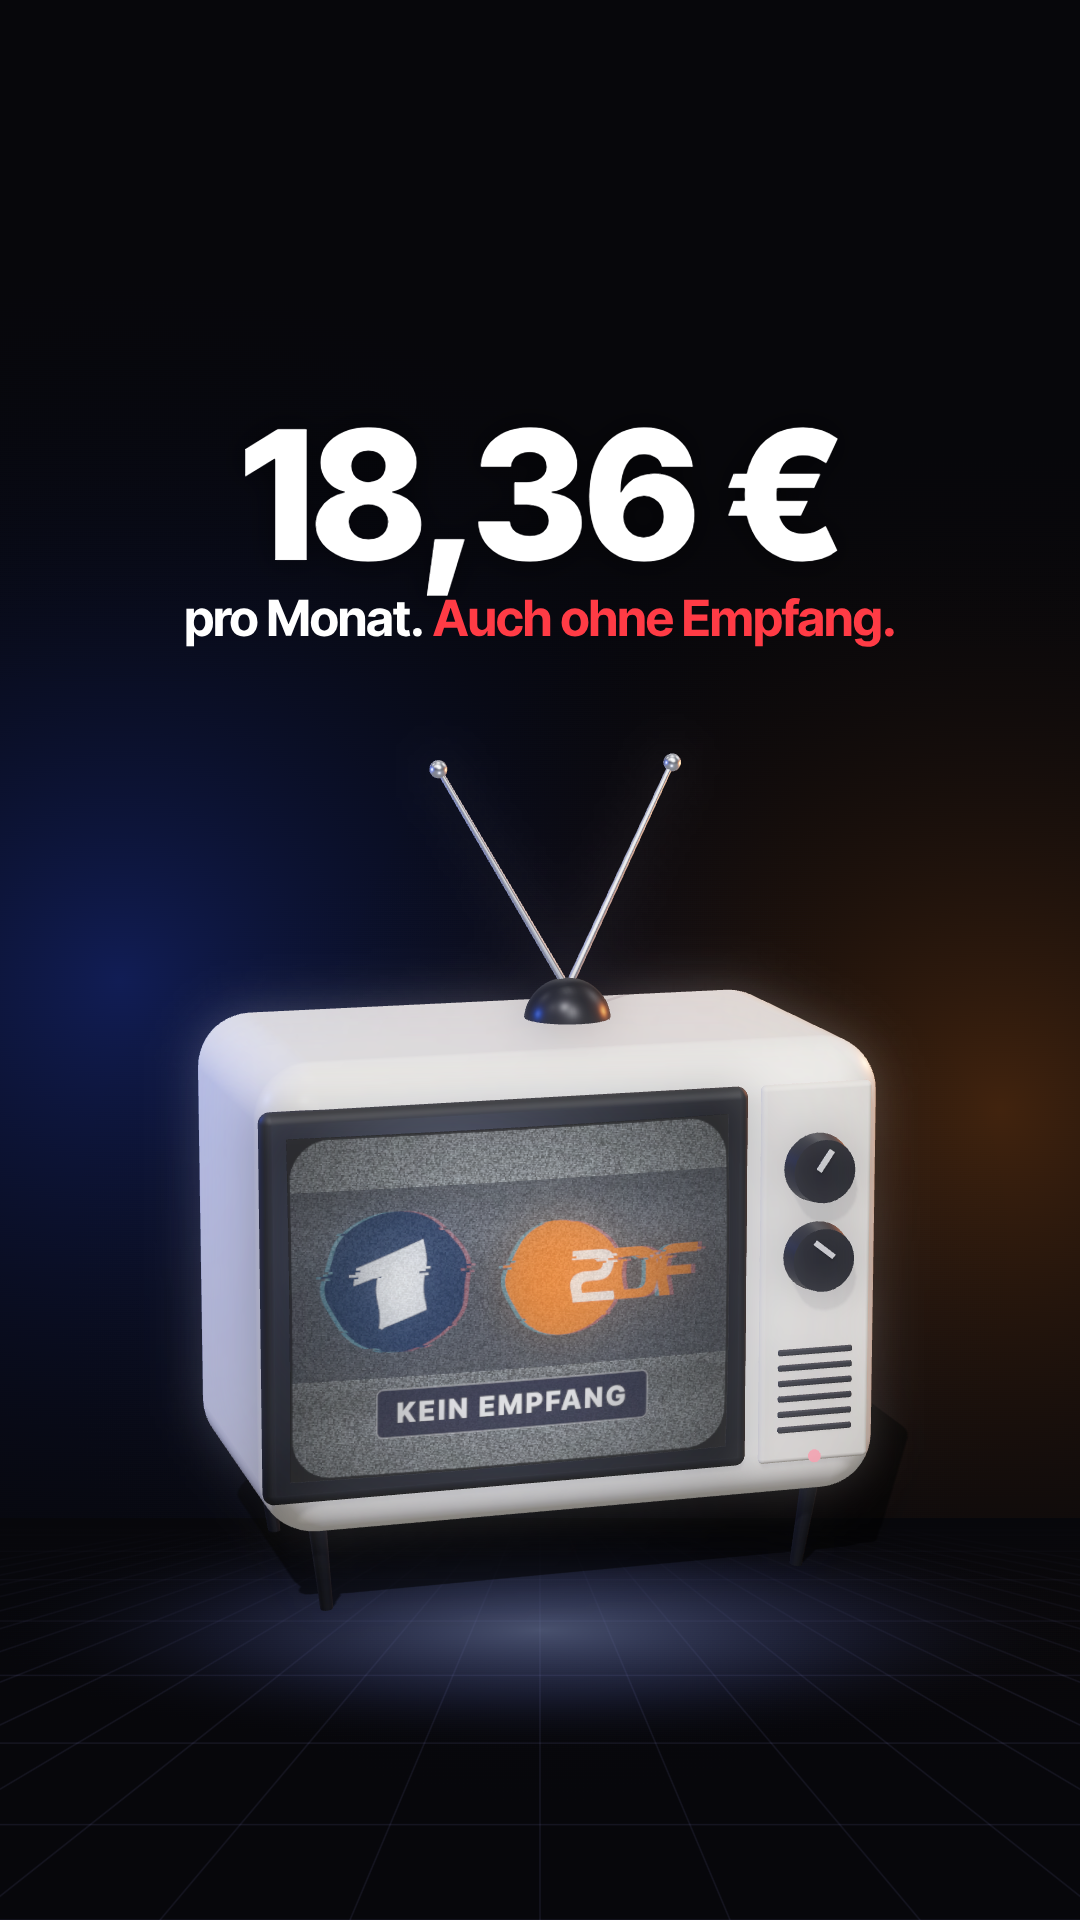 18,36 €
pro Monat. Auch ohne Empfang.
1 ZDF
KEIN EMPFANG